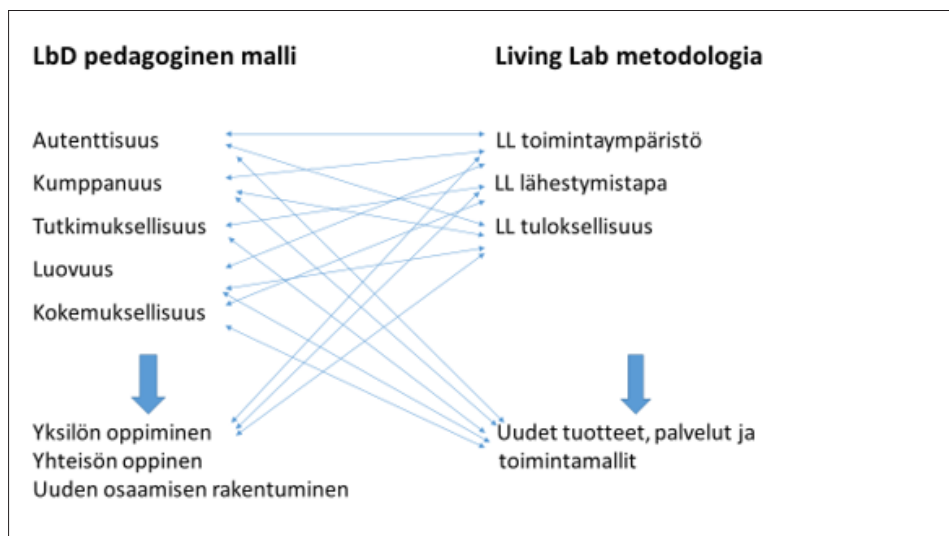 LbD pedagoginen malli
Living Lab metodologia
Autenttisuus
Kumppanuus
Tutkimuksellisuus
Luovuus
Kokemuksellisuus
LL toimintaympäristö
LL lähestymistapa
LL tuloksellisuus
Yksilön oppiminen
Yhteisön oppinen
Uuden osaamisen rakentuminen
Uudet tuotteet, palvelut ja
toimintamallit